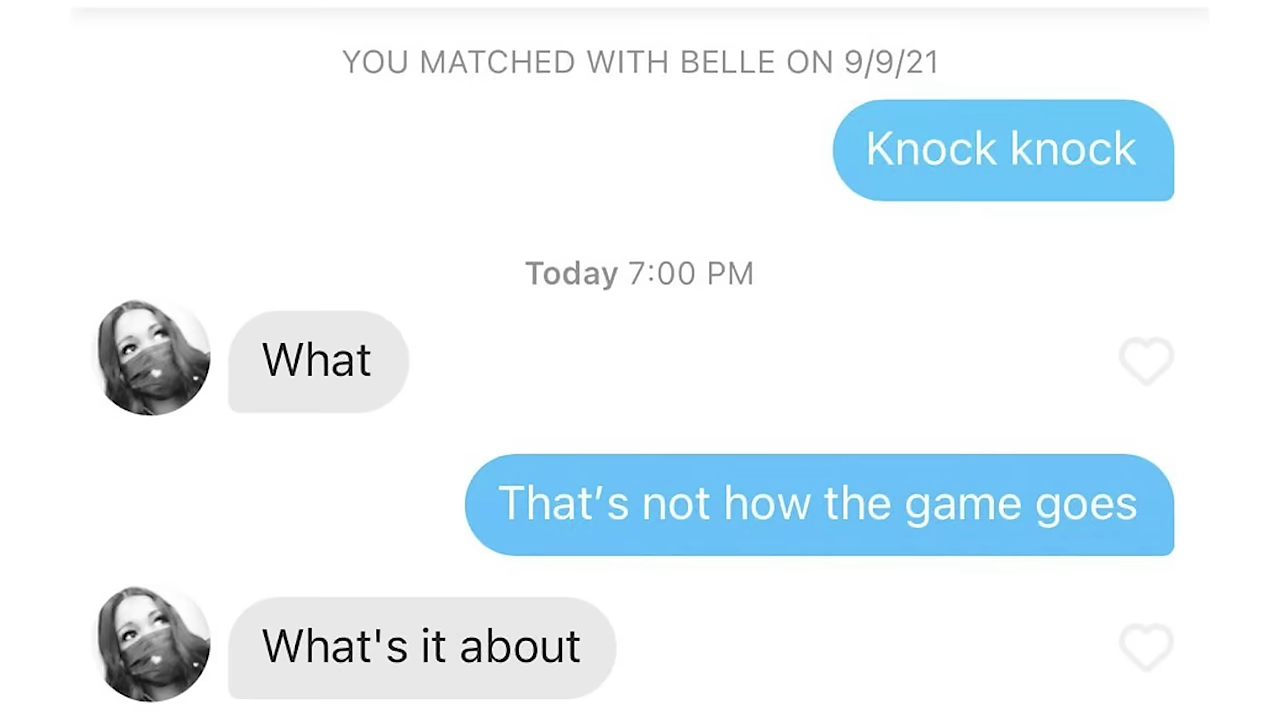 YOU MATCHED WITH BELLE ON 9/9/21
Knock knock
Today 7:00 PM
What
That′s not how the game goes
What's it about